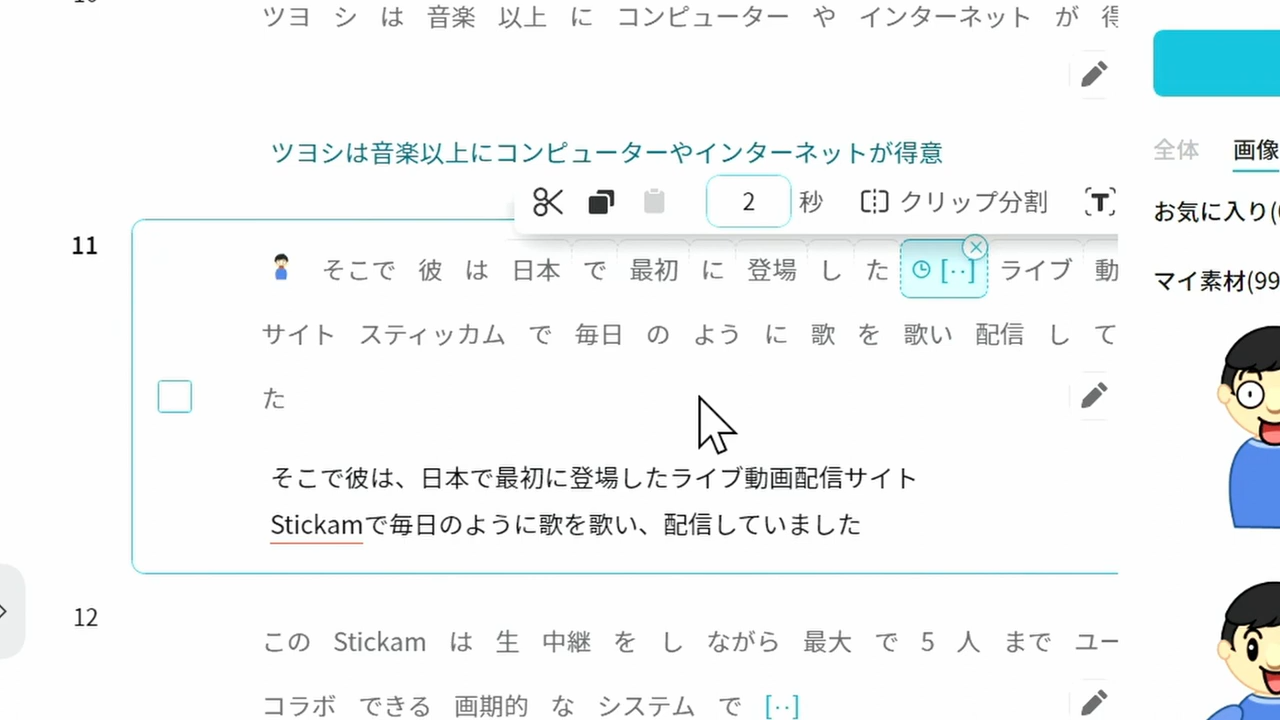 10
ツヨ シ は 音楽 以上 に コンピューター や インターネット が 得
ツヨシは音楽以上にコンピューターやインターネットが得意
2 秒 クリップ分割
全体 画像
お気に入り(
11
そこで 彼 は 日本 で 最初 に 登場 し た [··] ライブ 動
マイ素材(99
サイト スティッカム で 毎日 の よう に 歌 を 歌い 配信 し て
た
そこで彼は、日本で最初に登場したライブ動画配信サイト
Stickamで毎日のように歌を歌い、配信していました
12
この Stickam は 生 中継 を し ながら 最大 で 5 人 まで ユー
コラボ できる 画期的 な システム で [··]